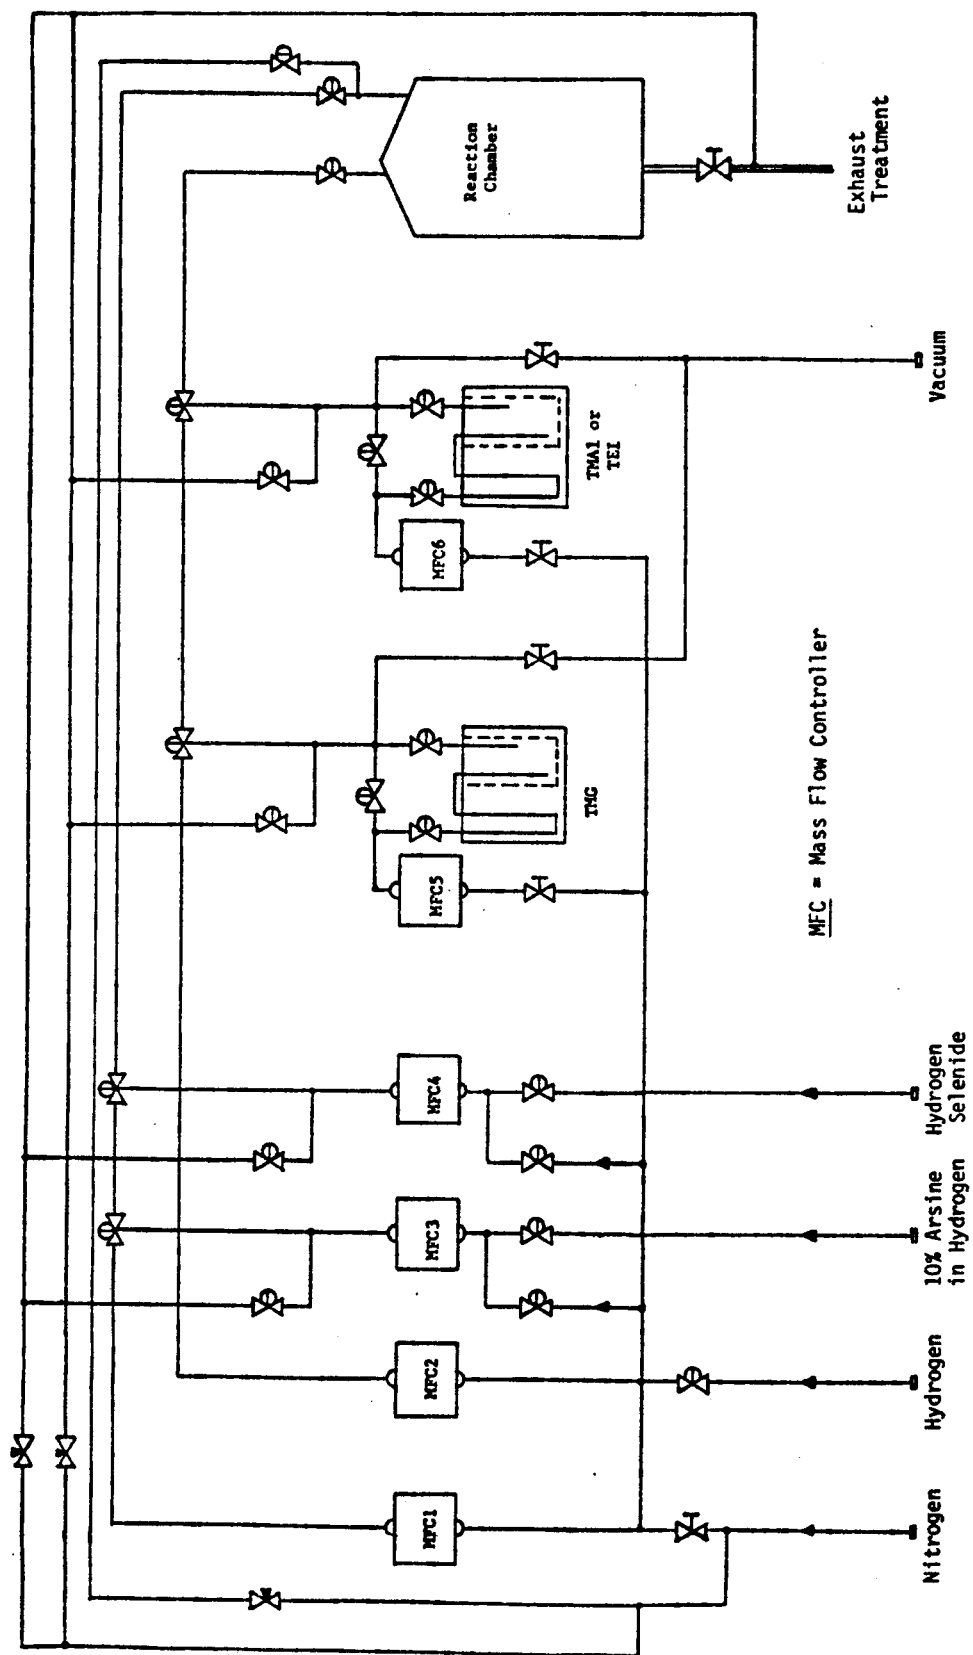 Reaction
Chamber
Exhaust
Treatment
Vacuum
TMAl or
TEI
MFC6
TMG
MFC5
MFC = Mass Flow Controller
MFC4
Hydrogen
Selenide
MFC3
10% Arsine
in Hydrogen
MFC2
Hydrogen
MFC1
Nitrogen